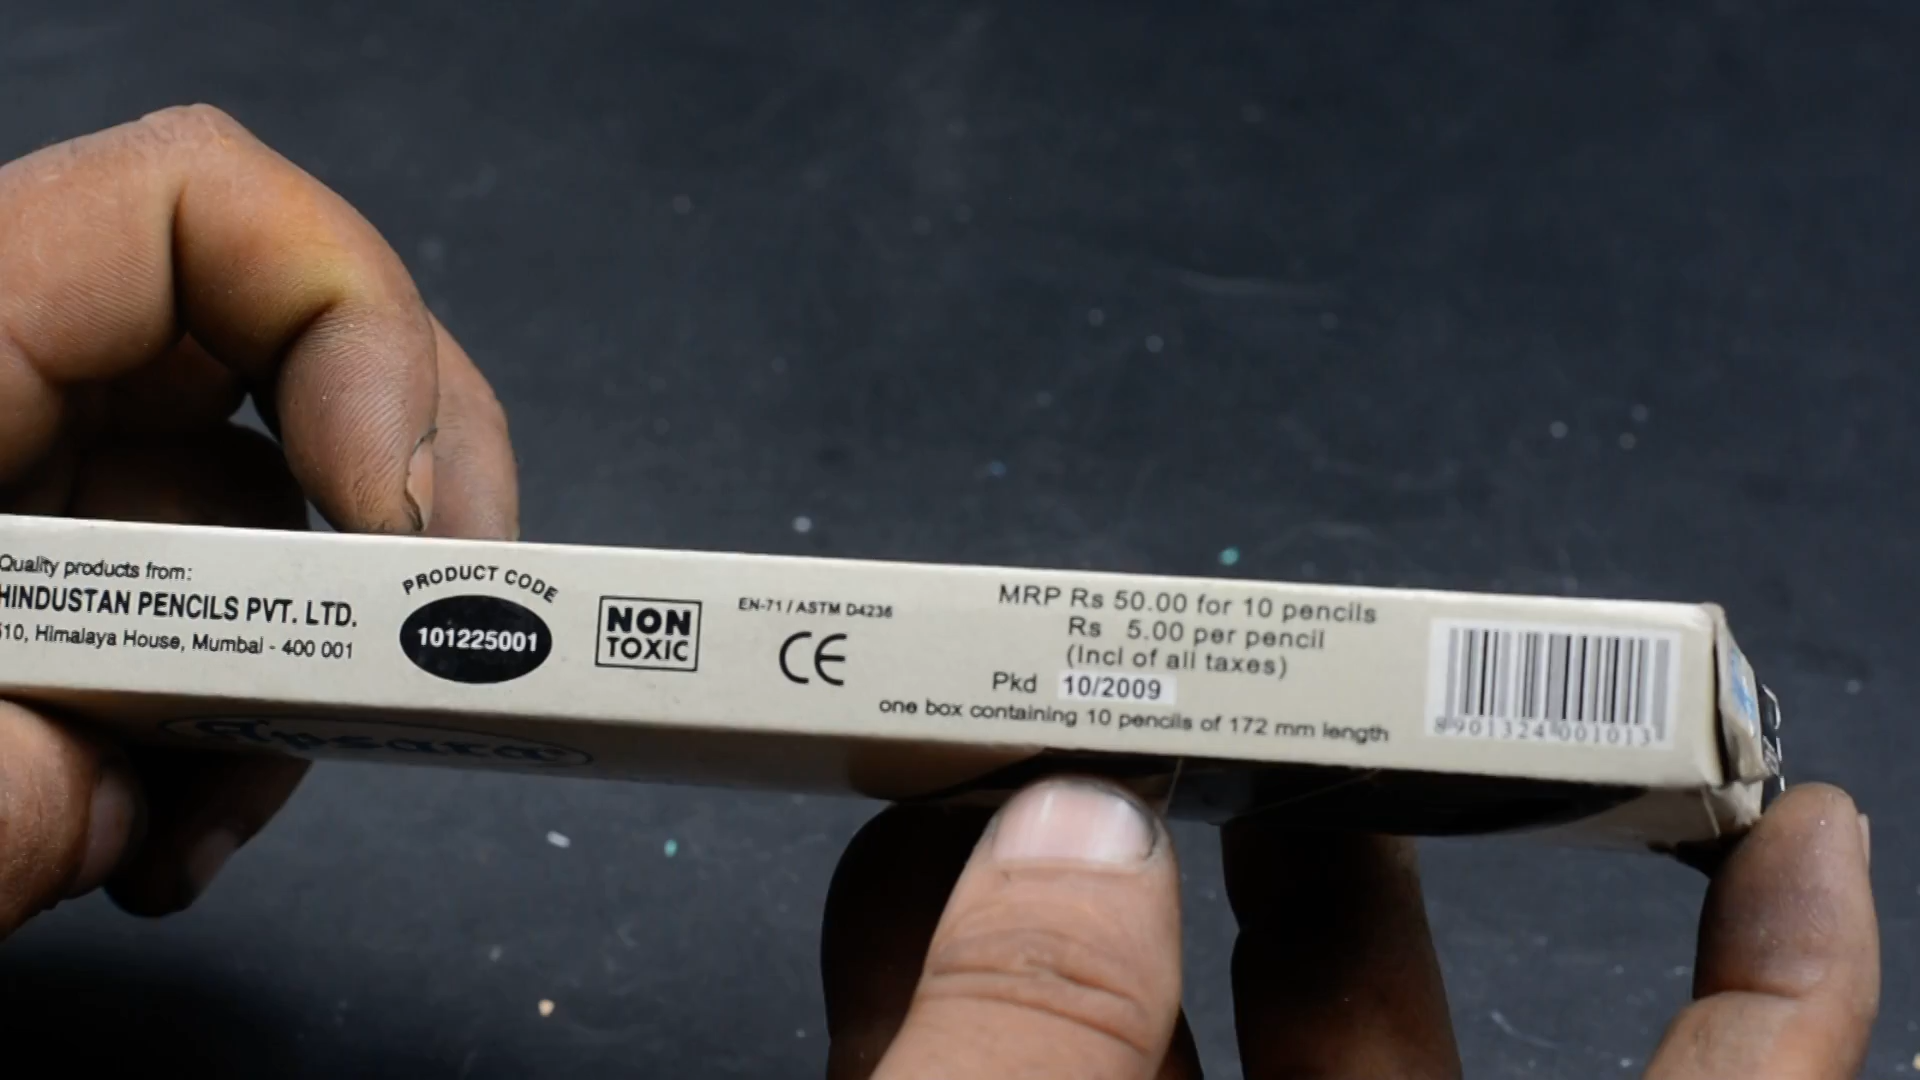 Quality products from:
HINDUSTAN PENCILS PVT. LTD.
510, Himalaya House, Mumbai - 400 001
PRODUCT CODE
101225001
NON
TOXIC
EN-71 / ASTM D4236
CE
MRP Rs 50.00 for 10 pencils
Rs 5.00 per pencil
(Incl of all taxes)
Pkd 10/2009
one box containing 10 pencils of 172 mm length
8901324001013
Apsara